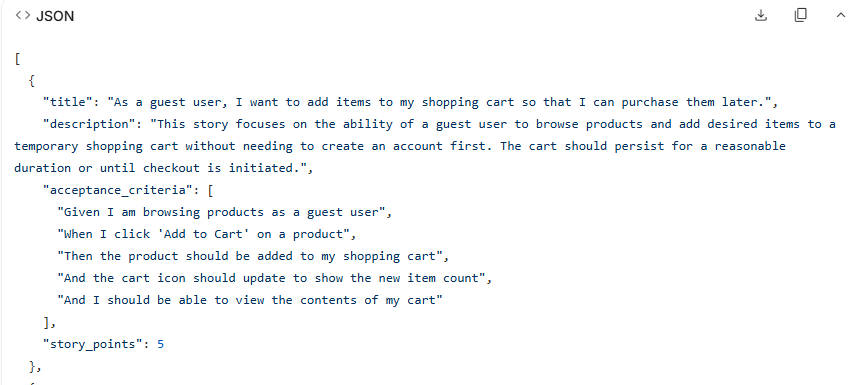 <> JSON
[
{
"title": "As a guest user, I want to add items to my shopping cart so that I can purchase them later.",
"description": "This story focuses on the ability of a guest user to browse products and add desired items to a
temporary shopping cart without needing to create an account first. The cart should persist for a reasonable
duration or until checkout is initiated.",
"acceptance_criteria": [
"Given I am browsing products as a guest user",
"When I click 'Add to Cart' on a product",
"Then the product should be added to my shopping cart",
"And the cart icon should update to show the new item count",
"And I should be able to view the contents of my cart"
],
"story_points": 5
},